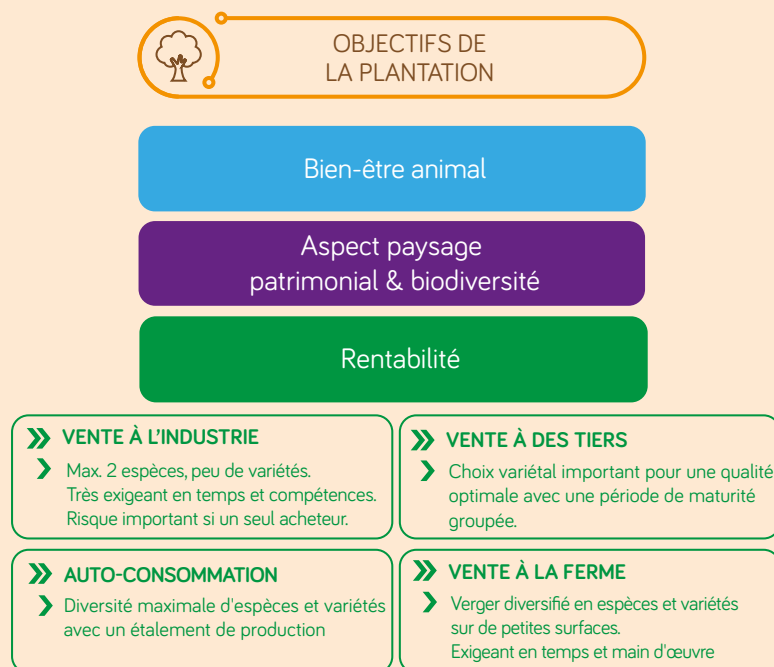 OBJECTIFS DE
LA PLANTATION
Bien-être animal
Aspect paysage
patrimonial & biodiversité
Rentabilité
VENTE À L'INDUSTRIE
Max. 2 espèces, peu de variétés.
Très exigeant en temps et compétences.
Risque important si un seul acheteur.
VENTE À DES TIERS
Choix variétal important pour une qualité
optimale avec une période de maturité
groupée.
AUTO-CONSOMMATION
Diversité maximale d'espèces et variétés
avec un étalement de production
VENTE À LA FERME
Verger diversifié en espèces et variétés
sur de petites surfaces.
Exigeant en temps et main d'œuvre